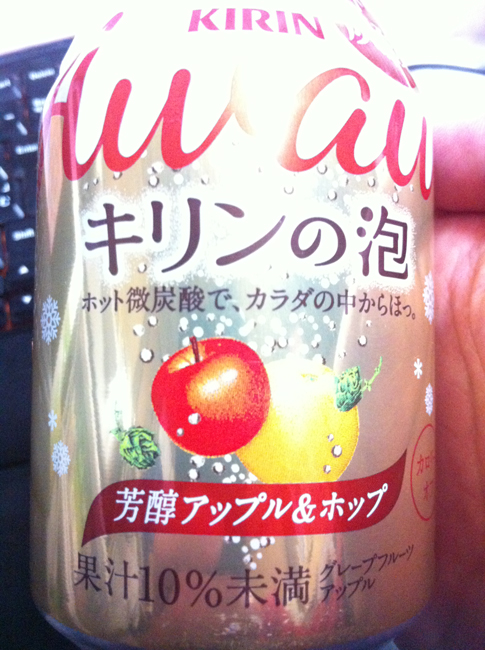 KIRIN
キリンの泡
ホット微炭酸で、カラダの中からほっ。
芳醇アップル&ホップ
果汁10%未満
グレープフルーツ
アップル